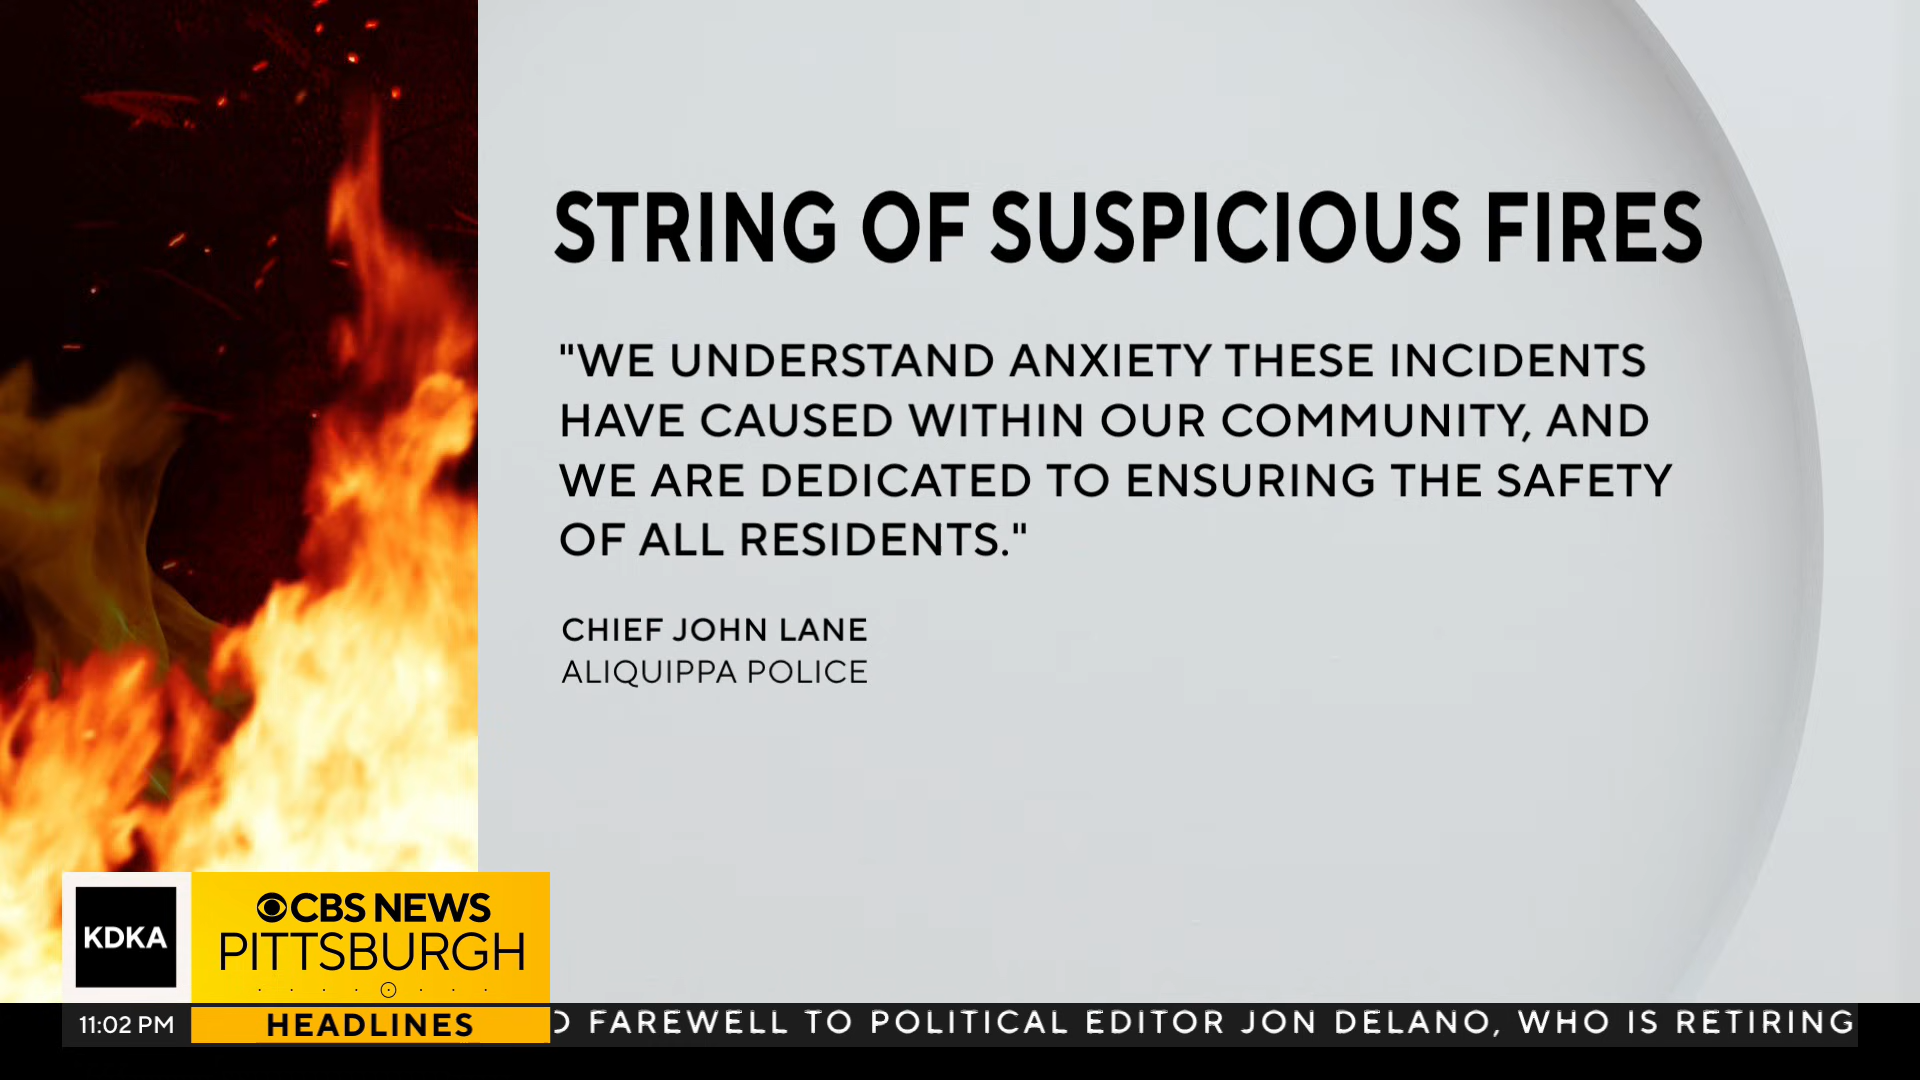 STRING OF SUSPICIOUS FIRES
"WE UNDERSTAND ANXIETY THESE INCIDENTS
HAVE CAUSED WITHIN OUR COMMUNITY, AND
WE ARE DEDICATED TO ENSURING THE SAFETY
OF ALL RESIDENTS."
CHIEF JOHN LANE
ALIQUIPPA POLICE
KDKA
CBS NEWS
PITTSBURGH
11:02 PM
HEADLINES
FAREWELL TO POLITICAL EDITOR JON DELANO, WHO IS RETIRING